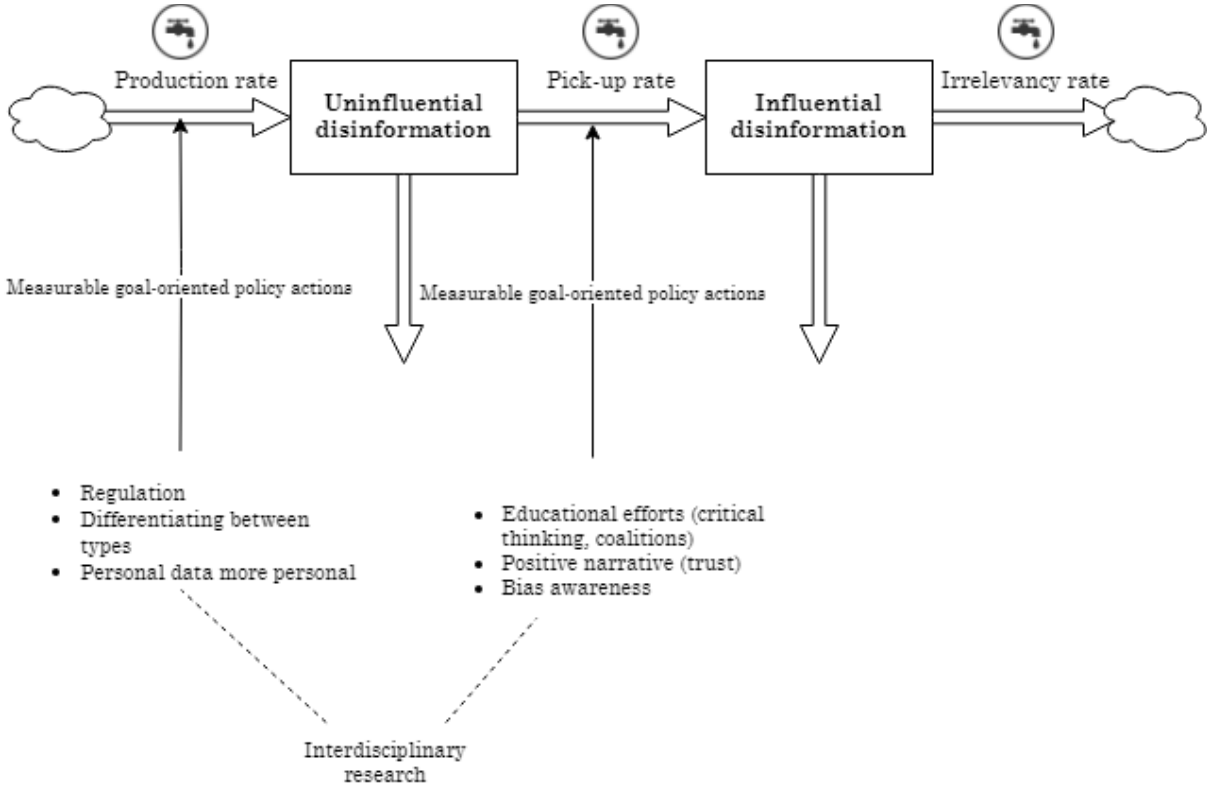 Production rate
Pick-up rate
Irrelevancy rate
Uninfluential
disinformation
Influential
disinformation
Measurable goal-oriented policy actions
Measurable goal-oriented policy actions
• Regulation
• Differentiating between
types
• Personal data more personal
• Educational efforts (critical
thinking, coalitions)
• Positive narrative (trust)
• Bias awareness
Interdisciplinary
research